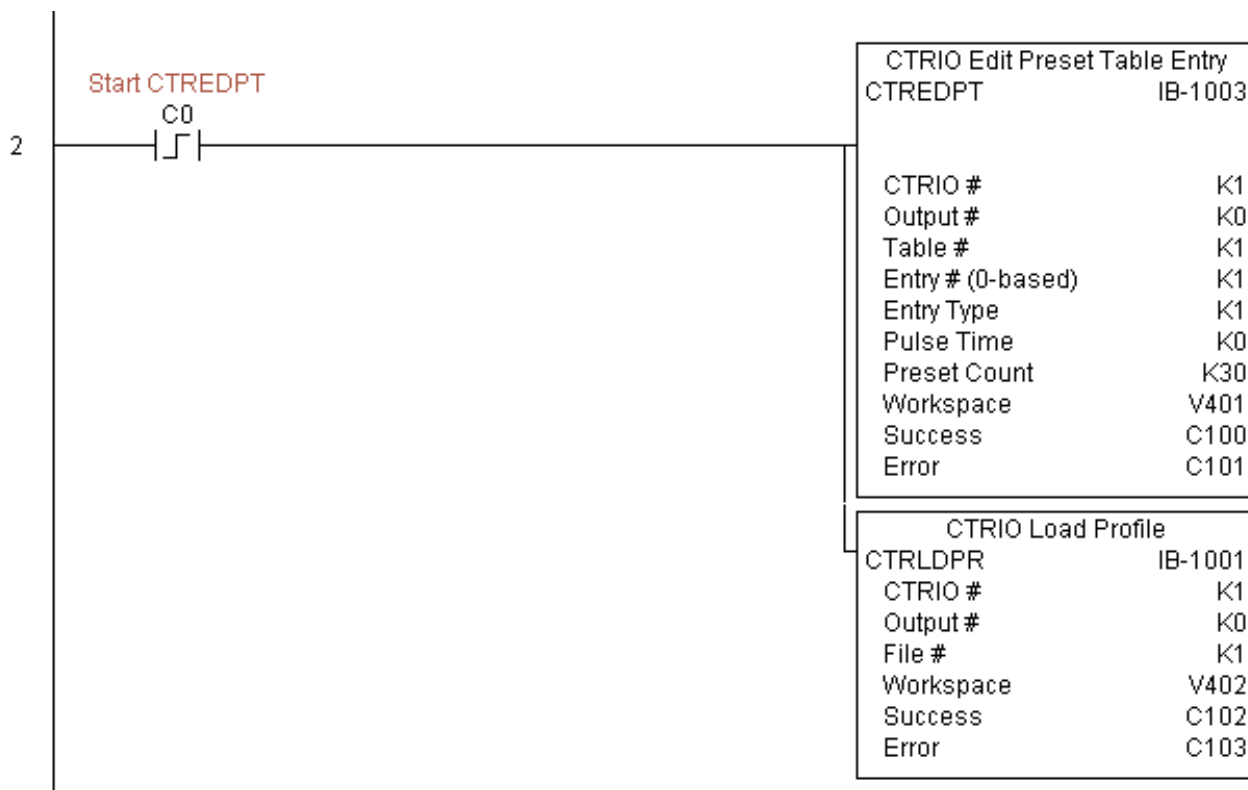 Start CTREDPT
C0
2
CTRIO Edit Preset Table Entry
CTREDPT IB-1003
CTRIO # K1
Output # K0
Table # K1
Entry # (0-based) K1
Entry Type K1
Pulse Time K0
Preset Count K30
Workspace V401
Success C100
Error C101
CTRIO Load Profile
CTRLDPR IB-1001
CTRIO # K1
Output # K0
File # K1
Workspace V402
Success C102
Error C103